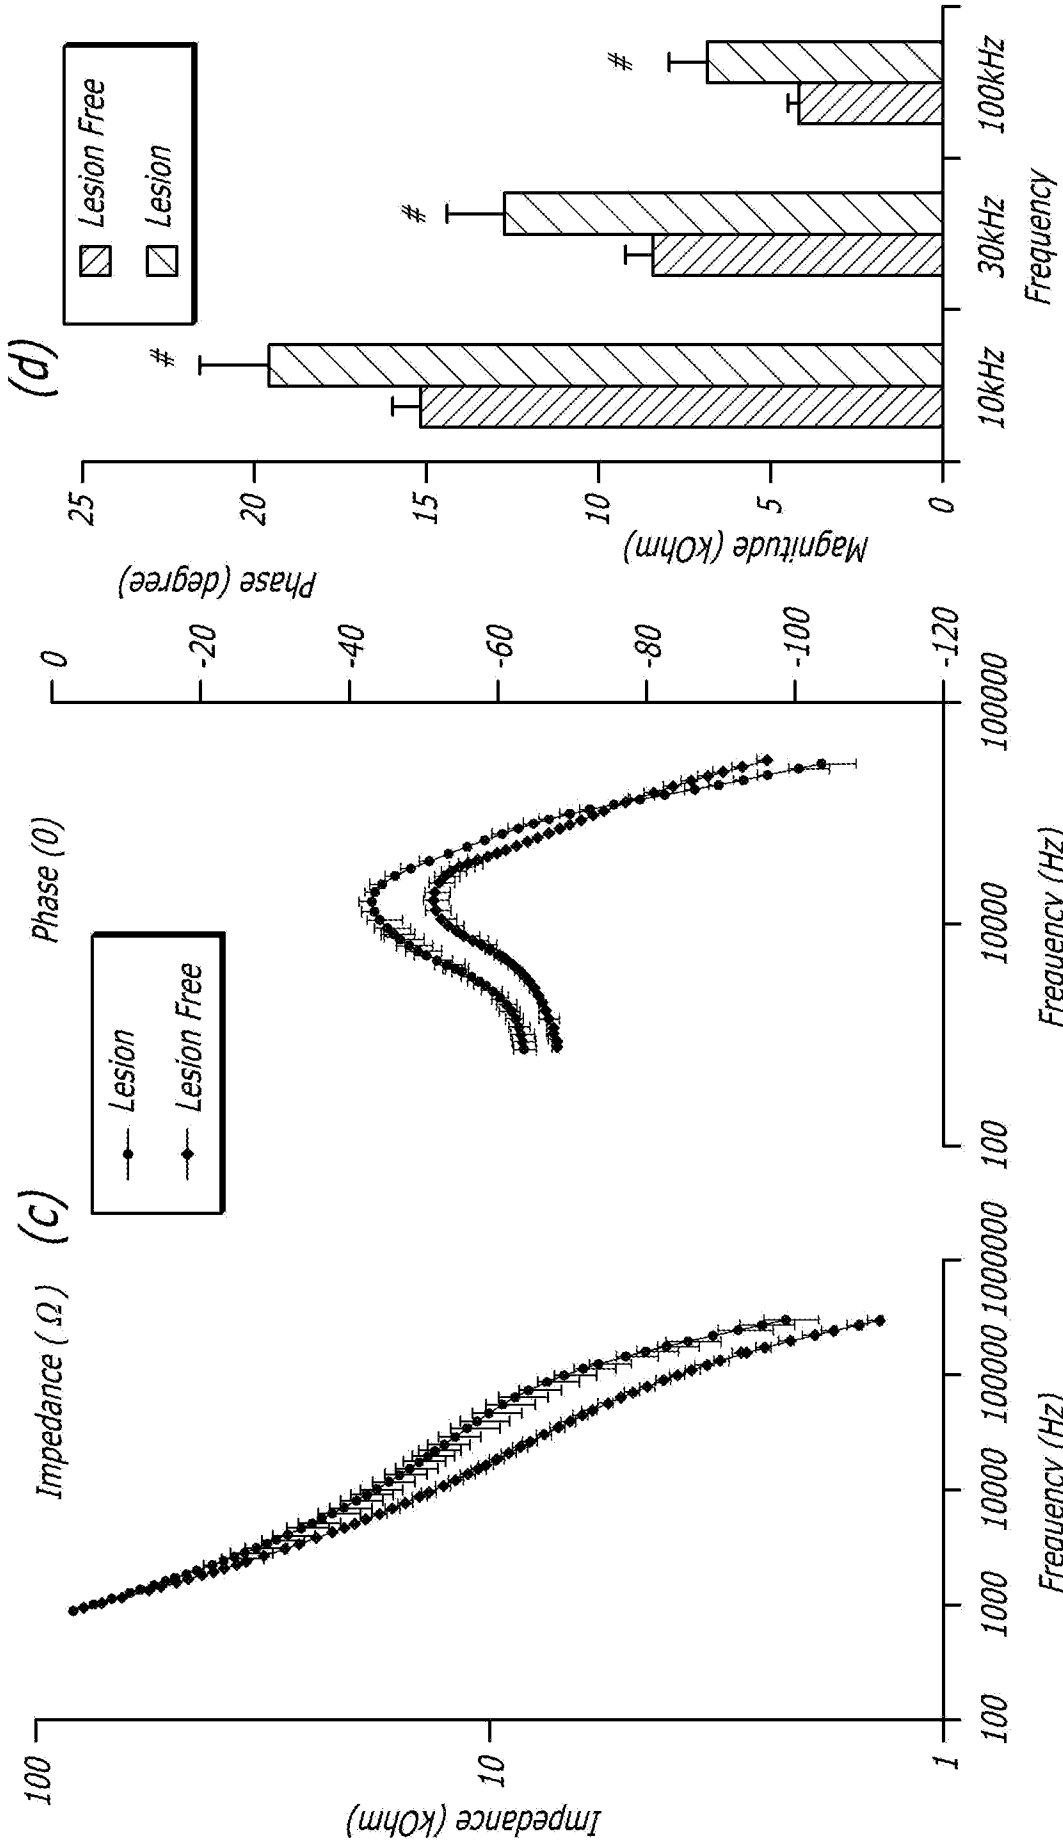 (c)
Impedance ( Ω )
Impedance (kOhm)
100
10
1
100
1000
10000
100000
1000000
Frequency (Hz)
Lesion
Lesion Free
Phase (0)
Phase (degree)
0
-20
-40
-60
-80
-100
-120
100
10000
100000
Frequency (Hz)
(d)
Lesion Free
Lesion
Magnitude (kOhm)
25
20
15
10
5
0
#
#
#
10kHz
30kHz
100kHz
Frequency